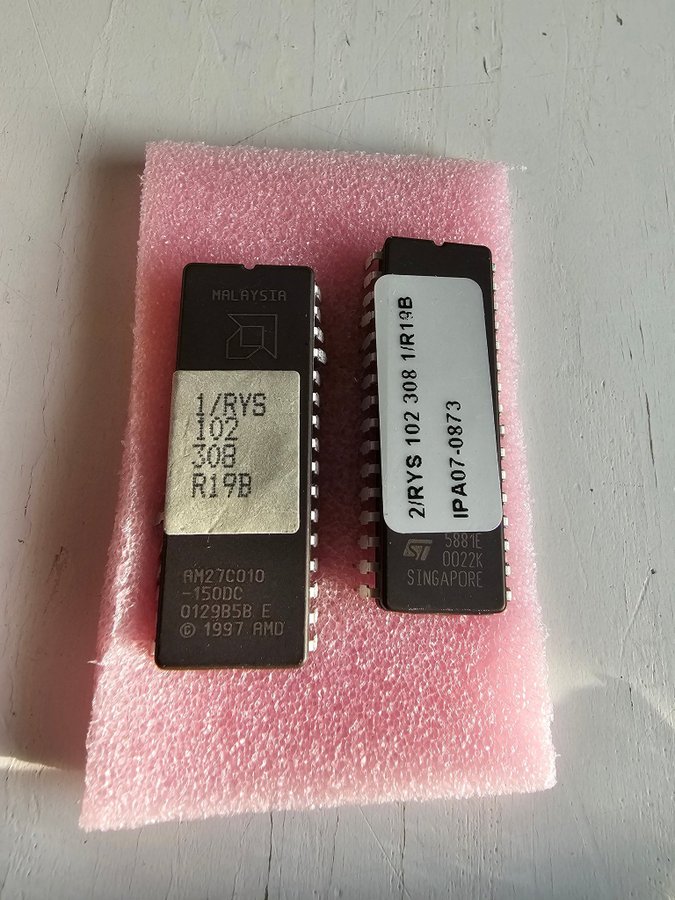 MALAYSIA
1/RYS
102
308
R19B
AM27C010
-150DC
0129B5B E
© 1997 AMD
2/RYS 102 308 1/R19B
IPA07-0873
ST
5881E
0022K
SINGAPORE